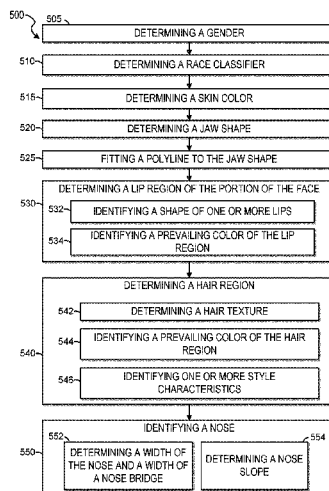 500
505
DETERMINING A GENDER
510
DETERMINING A RACE CLASSIFIER
515
DETERMINING A SKIN COLOR
520
DETERMINING A JAW SHAPE
525
FITTING A POLYLINE TO THE JAW SHAPE
DETERMINING A LIP REGION OF THE PORTION OF THE FACE
530
532
IDENTIFYING A SHAPE OF ONE OR MORE LIPS
534
IDENTIFYING A PREVAILING COLOR OF THE LIP
REGION
DETERMINING A HAIR REGION
542
DETERMINING A HAIR TEXTURE
544
IDENTIFYING A PREVAILING COLOR OF THE HAIR
REGION
540
546
IDENTIFYING ONE OR MORE STYLE
CHARACTERISTICS
IDENTIFYING A NOSE
550
552
DETERMINING A WIDTH OF
THE NOSE AND A WIDTH OF
A NOSE BRIDGE
554
DETERMINING A NOSE
SLOPE